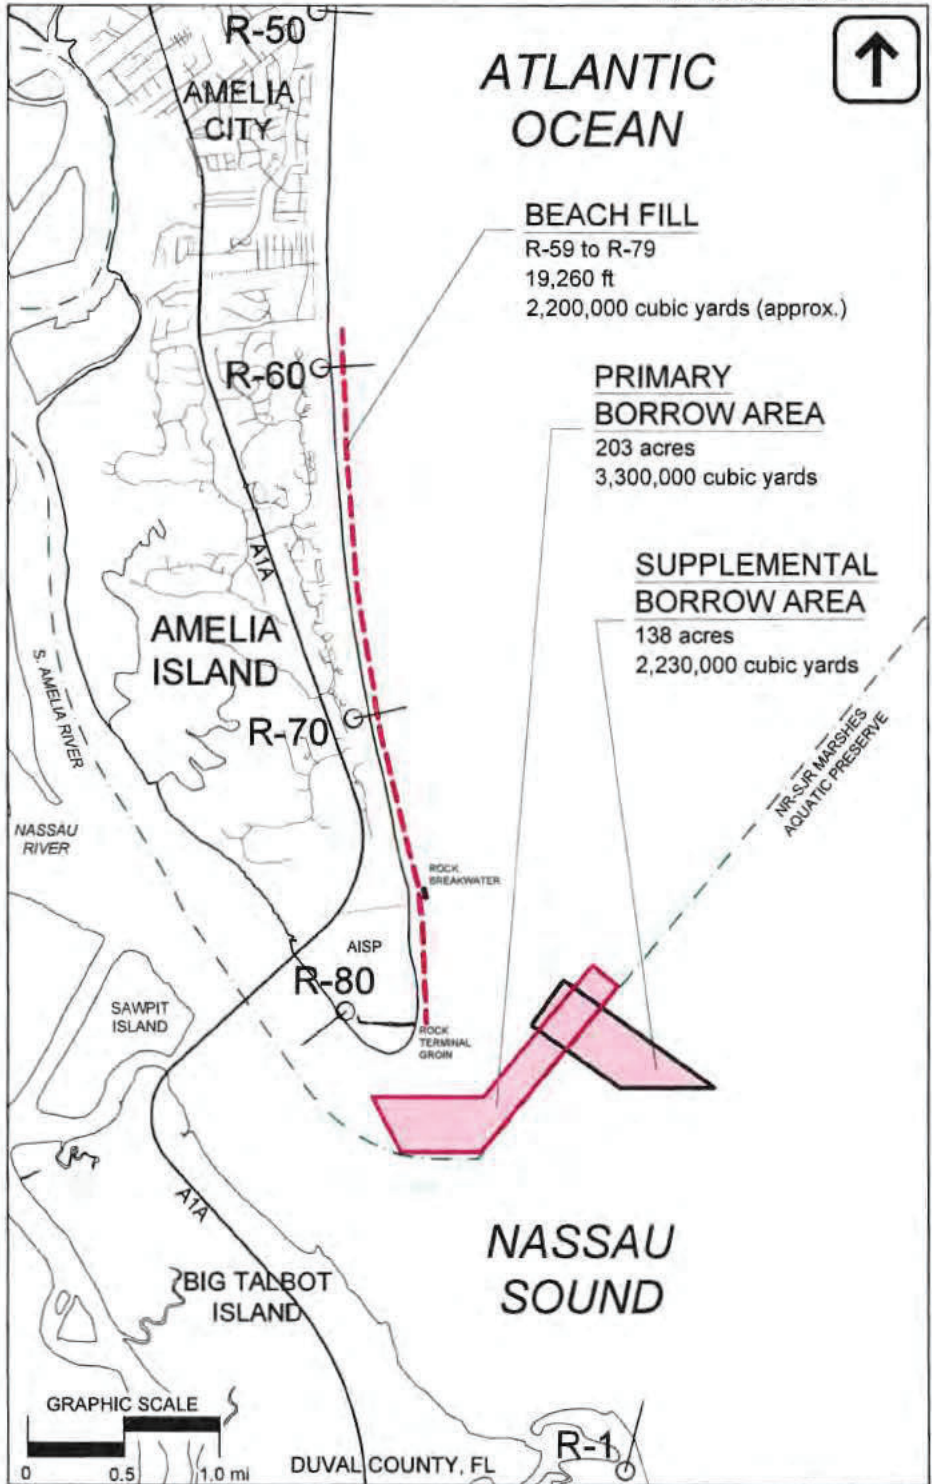 R-50
AMELIA
CITY
ATLANTIC
OCEAN
BEACH FILL
R-59 to R-79
19,260 ft
2,200,000 cubic yards (approx.)
R-60
PRIMARY
BORROW AREA
203 acres
3,300,000 cubic yards
A1A
SUPPLEMENTAL
BORROW AREA
138 acres
2,230,000 cubic yards
AMELIA
ISLAND
S. AMELIA RIVER
R-70
NR-SJR MARSHES
AQUATIC PRESERVE
NASSAU
RIVER
ROCK
BREAKWATER
AISP
R-80
SAWPIT
ISLAND
ROCK
TERMINAL
GROIN
A1A
NASSAU
SOUND
BIG TALBOT
ISLAND
GRAPHIC SCALE
0 0.5 1.0 mi
DUVAL COUNTY, FL
R-1